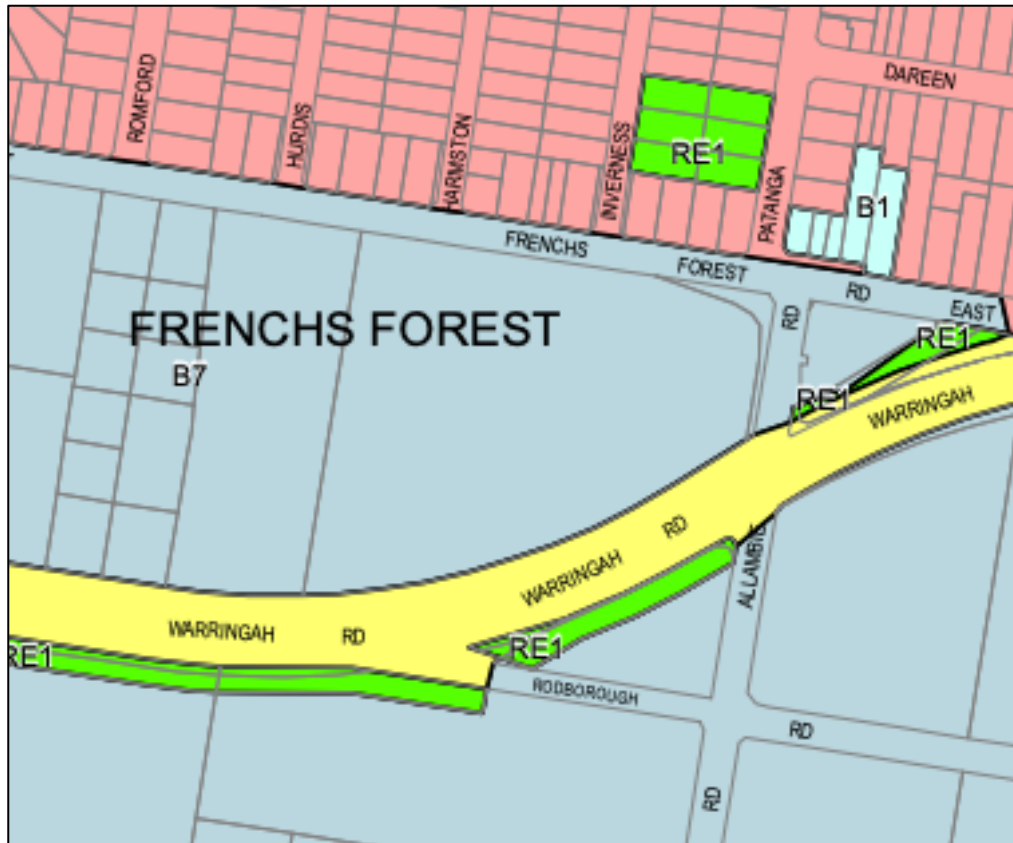 DAREEN
ROMFORD
HURDIS
HARMSTON
INVERNESS
RE1
PATANGA
B1
FRENCHS
FOREST
RD
EAST
RD
FRENCHS FOREST
RE1
B7
RE1
WARRINGAH
RD
WARRINGAH
ALLAMBIE
WARRINGAH
RD
RE1
RE1
RODBOROUGH
RD
RD